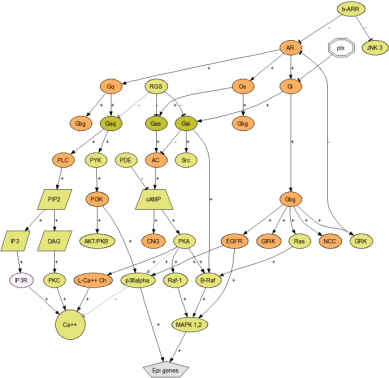 b-ARR
AR
ptx
JNK 3
Gq
RGS
Gs
Gi
Gbg
Gaq
Gas
Gai
Gbg
PLC
PYK
PDE
AC
Src
PIP2
PI3K
cAMP
Gbg
IP3
DAG
AKT/PKB
CNG
PKA
EGFR
GIRK
Ras
NCC
GRK
IP3R
PKC
L-Ca++ Ch
p38alpha
Raf-1
B-Raf
Ca++
MAPK 1,2
Epi genes